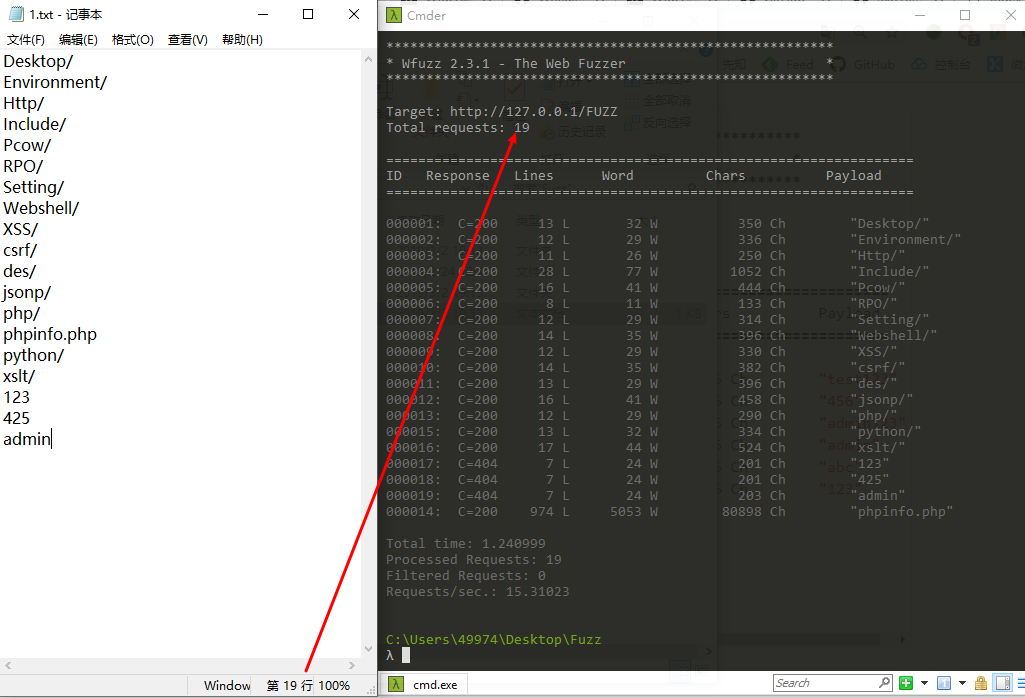 1.txt - 记事本
文件(F) 编辑(E) 格式(O) 查看(V) 帮助(H)
Desktop/
Environment/
Http/
Include/
Pcow/
RPO/
Setting/
Webshell/
XSS/
csrf/
des/
jsonp/
php/
phpinfo.php
python/
xslt/
123
425
admin
Window 第 19 行 100%
λ Cmder
********************************************************
* Wfuzz 2.3.1 - The Web Fuzzer *
********************************************************
Target: http://127.0.0.1/FUZZ
Total requests: 19
==================================================================
ID Response Lines Word Chars Payload
==================================================================
000001: C=200 13 L 32 W 350 Ch "Desktop/"
000002: C=200 12 L 29 W 336 Ch "Environment/"
000003: C=200 11 L 26 W 250 Ch "Http/"
000004: C=200 28 L 77 W 1052 Ch "Include/"
000005: C=200 16 L 41 W 444 Ch "Pcow/"
000006: C=200 8 L 11 W 133 Ch "RPO/"
000007: C=200 12 L 29 W 314 Ch "Setting/"
000008: C=200 14 L 35 W 396 Ch "Webshell/"
000009: C=200 12 L 29 W 330 Ch "XSS/"
000010: C=200 14 L 35 W 382 Ch "csrf/"
000011: C=200 13 L 29 W 396 Ch "des/"
000012: C=200 16 L 41 W 458 Ch "jsonp/"
000013: C=200 12 L 29 W 290 Ch "php/"
000015: C=200 13 L 32 W 334 Ch "python/"
000016: C=200 17 L 44 W 524 Ch "xslt/"
000017: C=404 7 L 24 W 201 Ch "123"
000018: C=404 7 L 24 W 201 Ch "425"
000019: C=404 7 L 24 W 203 Ch "admin"
000014: C=200 974 L 5053 W 80898 Ch "phpinfo.php"
Total time: 1.240999
Processed Requests: 19
Filtered Requests: 0
Requests/sec.: 15.31023
C:\Users\49974\Desktop\Fuzz
λ
λ cmd.exe
Search